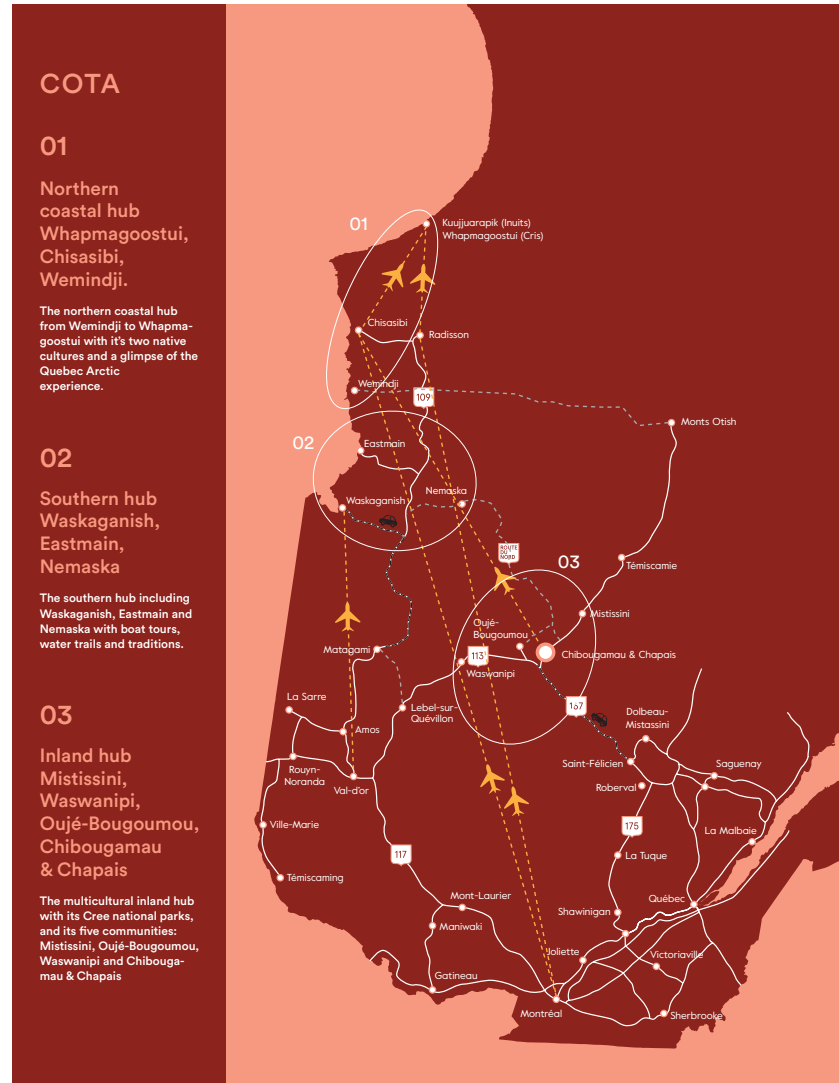 COTA
01
Northern
coastal hub
Whapmagoostui,
Chisasibi,
Wemindji.
The northern coastal hub
from Wemindji to Whapma-
goostui with it's two native
cultures and a glimpse of the
Quebec Arctic
experience.
02
Southern hub
Waskaganish,
Eastmain,
Nemaska
The southern hub including
Waskaganish, Eastmain and
Nemaska with boat tours,
water trails and traditions.
03
Inland hub
Mistissini,
Waswanipi,
Oujé-Bougoumou,
Chibougamau
& Chapais
The multicultural inland hub
with its Cree national parks,
and its five communities:
Mistissini, Oujé-Bougoumou,
Waswanipi and Chibouga-
mau & Chapais
01
Kuujjuarapik (Inuits)
Whapmagoostui (Cris)
Chisasibi
Radisson
Wemindji
109
Monts Otish
02
Eastmain
Nemaska
Waskaganish
ROUTE
DU
NORD
03
Témiscamie
Mistissini
Oujé-
Bougoumou
Matagami
113
Chibougamau & Chapais
Waswanipi
La Sarre
Lebel-sur-
Quévillon
167
Dolbeau-
Mistassini
Amos
Saint-Félicien
Saguenay
Rouyn-
Noranda
Val-d'or
Roberval
Ville-Marie
175
La Malbaie
117
La Tuque
Témiscaming
Mont-Laurier
Québec
Shawinigan
Maniwaki
Joliette
Victoriaville
Gatineau
Montréal
Sherbrooke